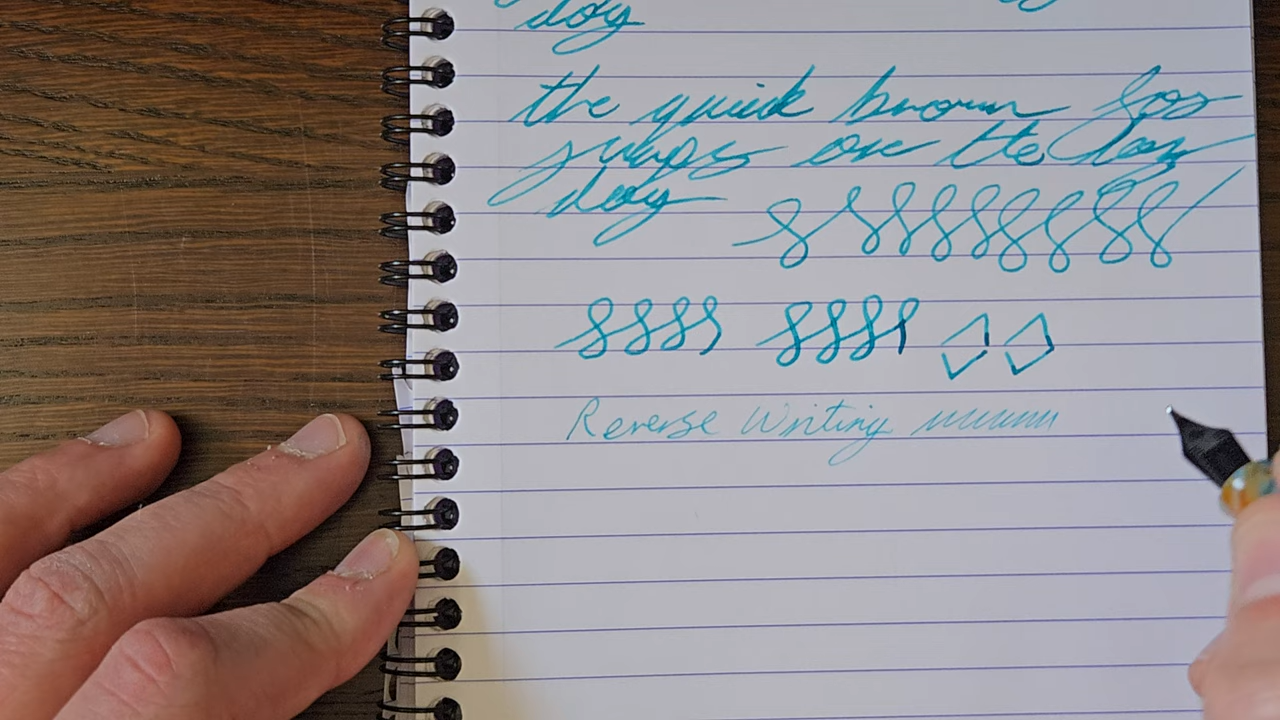 dog
the quick brown fox
jumps over the lazy
dog
Reverse Writing